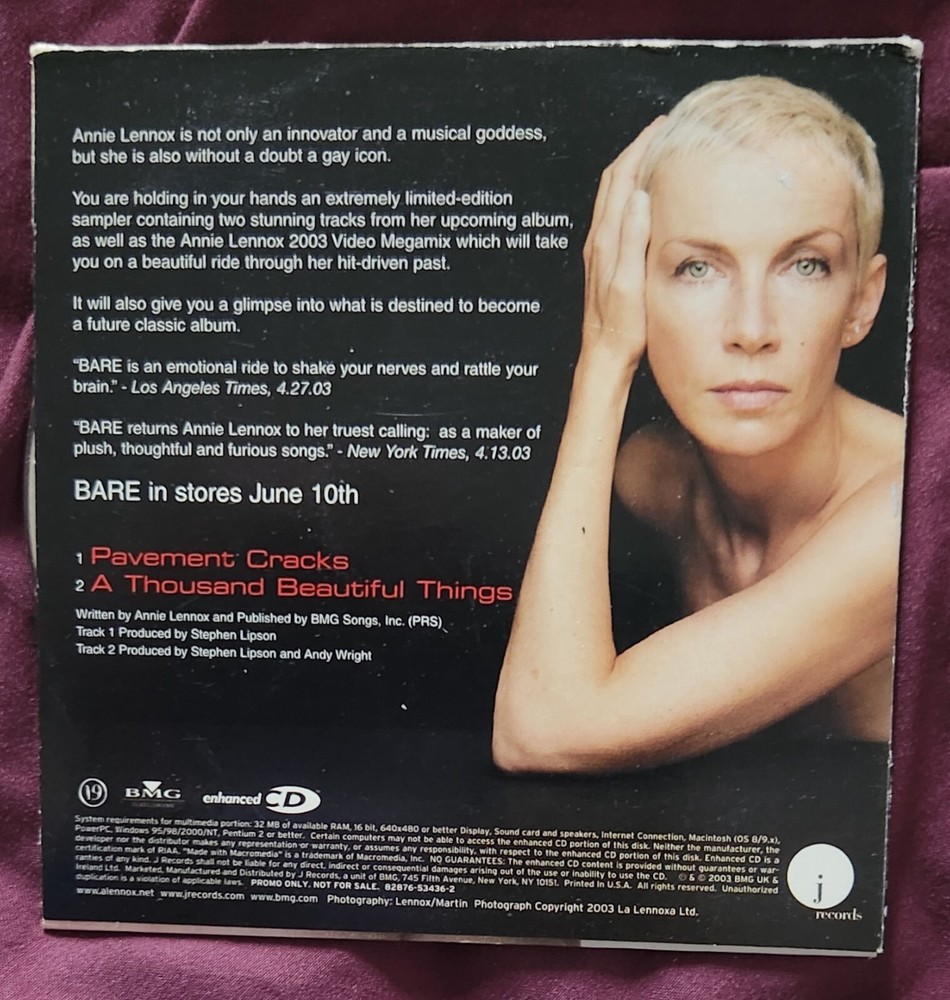 Annie Lennox is not only an innovator and a musical goddess,
but she is also without a doubt a gay icon.
You are holding in your hands an extremely limited-edition
sampler containing two stunning tracks from her upcoming album,
as well as the Annie Lennox 2003 Video Megamix which will take
you on a beautiful ride through her hit-driven past.
It will also give you a glimpse into what is destined to become
a future classic album.
"BARE is an emotional ride to shake your nerves and rattle your
brain." - Los Angeles Times, 4.27.03
"BARE returns Annie Lennox to her truest calling: as a maker of
plush, thoughtful and furious songs." - New York Times, 4.13.03
BARE in stores June 10th
1 Pavement Cracks
2 A Thousand Beautiful Things
Written by Annie Lennox and Published by BMG Songs, Inc. (PRS)
Track 1 Produced by Stephen Lipson
Track 2 Produced by Stephen Lipson and Andy Wright
19 BMG enhanced CD
System requirements for multimedia portion: 32 MB of available RAM, 16 bit, 640x480 or better Display, Sound card and speakers, Internet Connection, Macintosh (OS 8/9.x),
PowerPC, Windows 95/98/2000/NT, Pentium 2 or better. Certain computers may not be able to access the enhanced CD portion of this disk. Neither the manufacturer, the
developer nor the distributor makes any representation or warranty, or assumes any responsibility, with respect to the enhanced CD portion of this disk. Enhanced CD is a
certification mark of RIAA. "Made with Macromedia" is a trademark of Macromedia, Inc. NO GUARANTEES: The enhanced CD content is provided without guarantees or war-
ranties of any kind. J Records shall not be liable for any direct, indirect or consequential damages arising out of the use or inability to use the CD. ℗ & © 2003 BMG UK &
Ireland Ltd. Marketed, Manufactured and Distributed by J Records, a unit of BMG, 745 Fifth Avenue, New York, NY 10151. Printed In U.S.A. All rights reserved. Unauthorized
duplication is a violation of applicable laws. PROMO ONLY. NOT FOR SALE. 82876-53436-2
www.alennox.net www.jrecords.com www.bmg.com Photography: Lennox/Martin Photograph Copyright 2003 La Lennoxa Ltd.
j
records